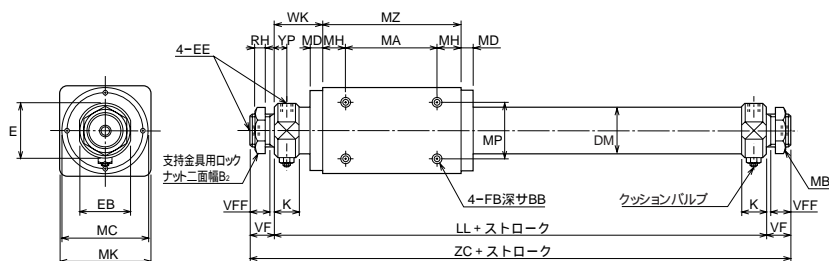 WK
MZ
RH
YP
MD
MH
MA
MH
MD
4-EE
E
MP
DM
支持金具用ロック
ナット二面幅B2
EB
MC
MK
VFF
K
VF
4-FB深サBB
クッションバルブ
MB
K
VFF
LL+ストローク
VF
ZC+ストローク